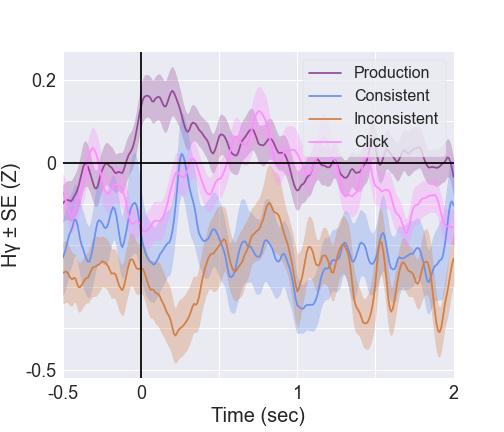 Production
Consistent
Inconsistent
Click
0.2
0
-0.5
Hγ ± SE (Z)
-0.5 0 1 2
Time (sec)